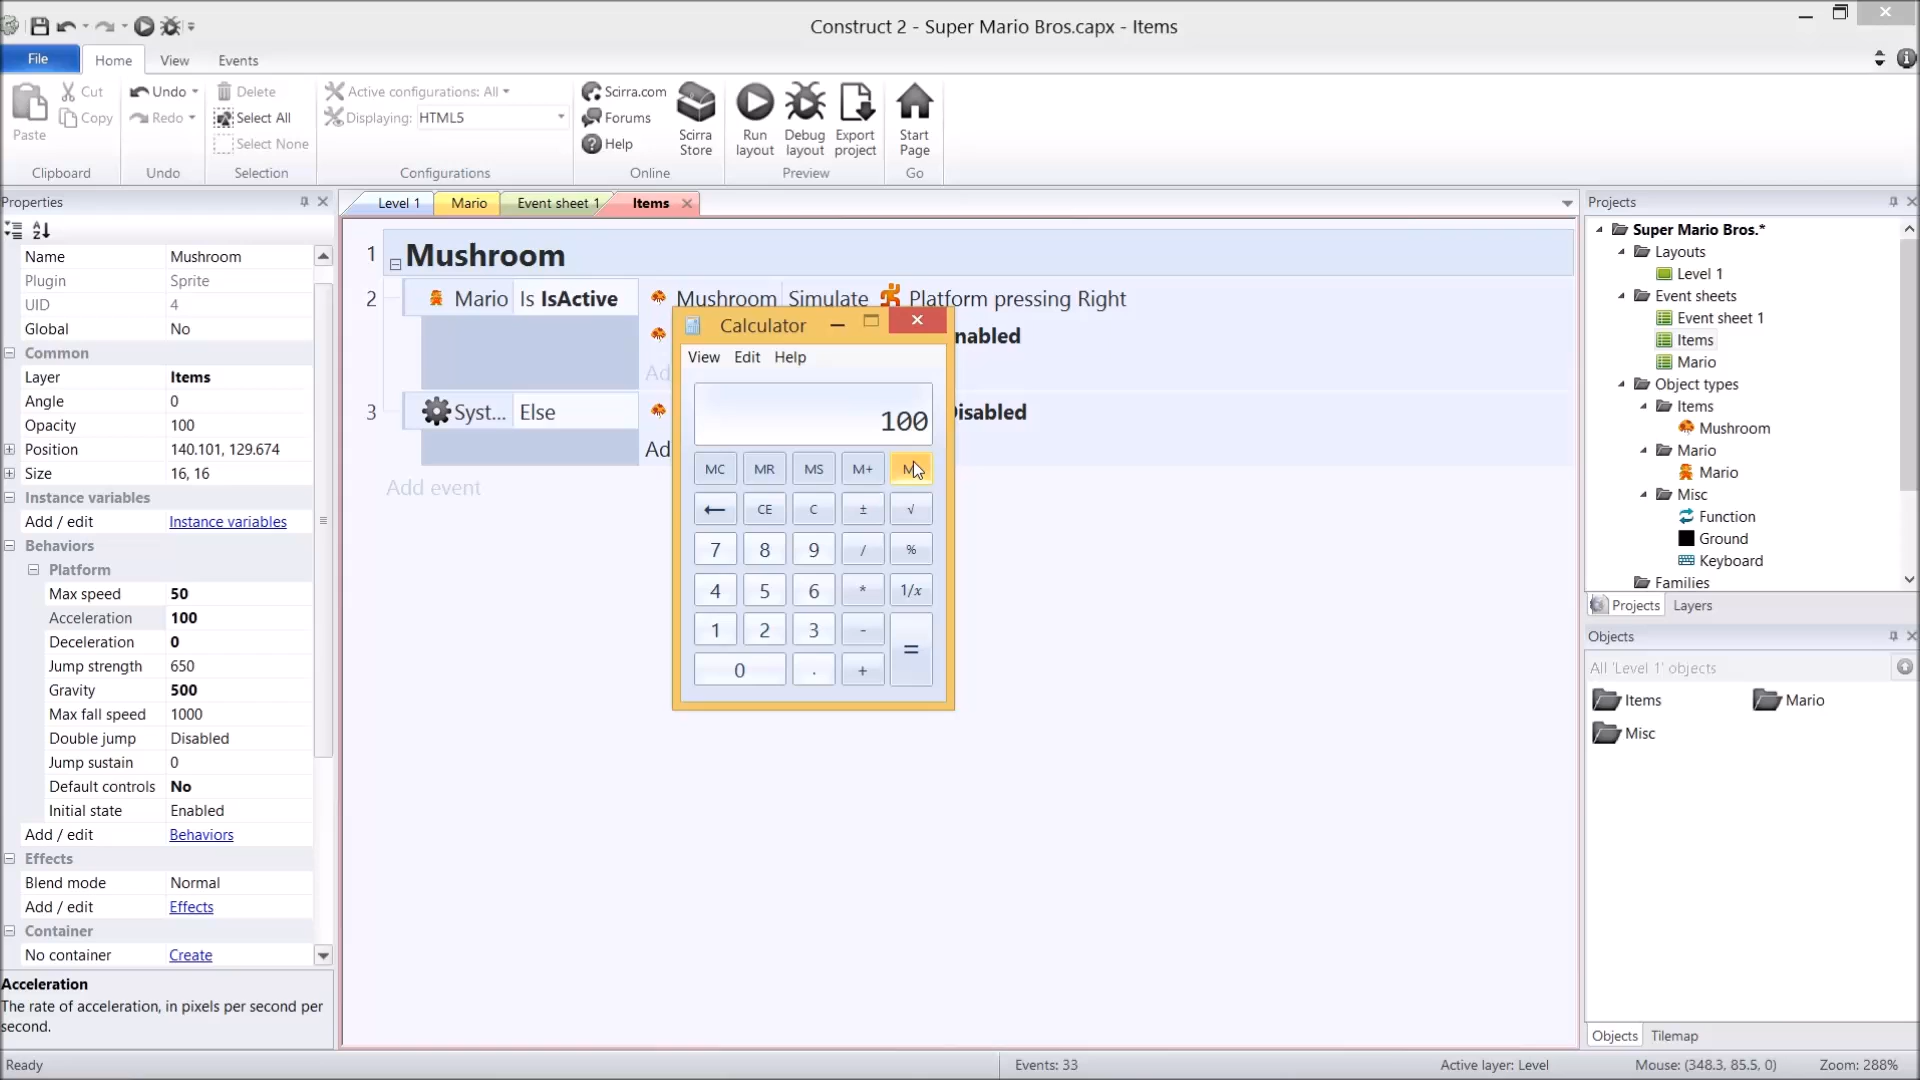 Construct 2 - Super Mario Bros.capx - Items
File
Home
View
Events
Paste
Cut
Copy
Clipboard
Undo
Redo
Undo
Delete
Select All
Select None
Selection
Active configurations: All
Displaying: HTML5
Configurations
Scirra.com
Forums
Help
Scirra Store
Online
Run layout
Debug layout
Export project
Preview
Start Page
Go
Properties
Name Mushroom
Plugin Sprite
UID 4
Global No
Common
Layer Items
Angle 0
Opacity 100
Position 140.101, 129.674
Size 16, 16
Instance variables
Add / edit Instance variables
Behaviors
Platform
Max speed 50
Acceleration 100
Deceleration 0
Jump strength 650
Gravity 500
Max fall speed 1000
Double jump Disabled
Jump sustain 0
Default controls No
Initial state Enabled
Add / edit Behaviors
Effects
Blend mode Normal
Add / edit Effects
Container
No container Create
Acceleration
The rate of acceleration, in pixels per second per
second.
Level 1
Mario
Event sheet 1
Items
1 Mushroom
2 Mario Is IsActive Mushroom Simulate Platform pressing Right
nabled
Ad
3 Syst... Else isabled
Ad
Add event
Calculator
View Edit Help
100
MC MR MS M+ M
← CE C ± √
7 8 9 / %
4 5 6 * 1/x
1 2 3 - =
0 . +
Projects
Super Mario Bros.*
Layouts
Level 1
Event sheets
Event sheet 1
Items
Mario
Object types
Items
Mushroom
Mario
Mario
Misc
Function
Ground
Keyboard
Families
Projects Layers
Objects
All 'Level 1' objects
Items Mario
Misc
Objects Tilemap
Ready Events: 33 Active layer: Level Mouse: (348.3, 85.5, 0) Zoom: 288%